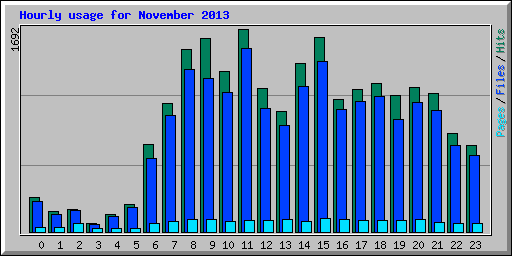 Hourly usage for November 2013
1692
Pages / Files / Hits
0 1 2 3 4 5 6 7 8 9 10 11 12 13 14 15 16 17 18 19 20 21 22 23